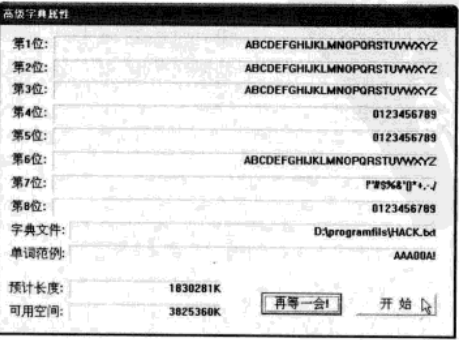 高级字典属性
第1位: ABCDEFGHIJKLMNOPQRSTUVWXYZ
第2位: ABCDEFGHIJKLMNOPQRSTUVWXYZ
第3位: ABCDEFGHIJKLMNOPQRSTUVWXYZ
第4位: 0123456789
第5位: 0123456789
第6位: ABCDEFGHIJKLMNOPQRSTUVWXYZ
第7位: !"#$%&'()*+,-./
第8位: 0123456789
字典文件: D:\programfils\HACK.txt
单词范例: AAA00A!
预计长度: 1830281K
可用空间: 3825360K
再等一会!
开 始